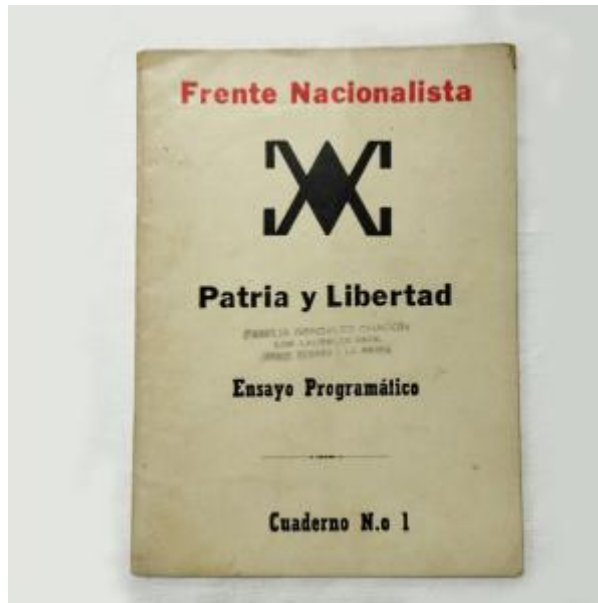 Frente Nacionalista
Patria y Libertad
Ensayo Programático
Cuaderno N.o 1